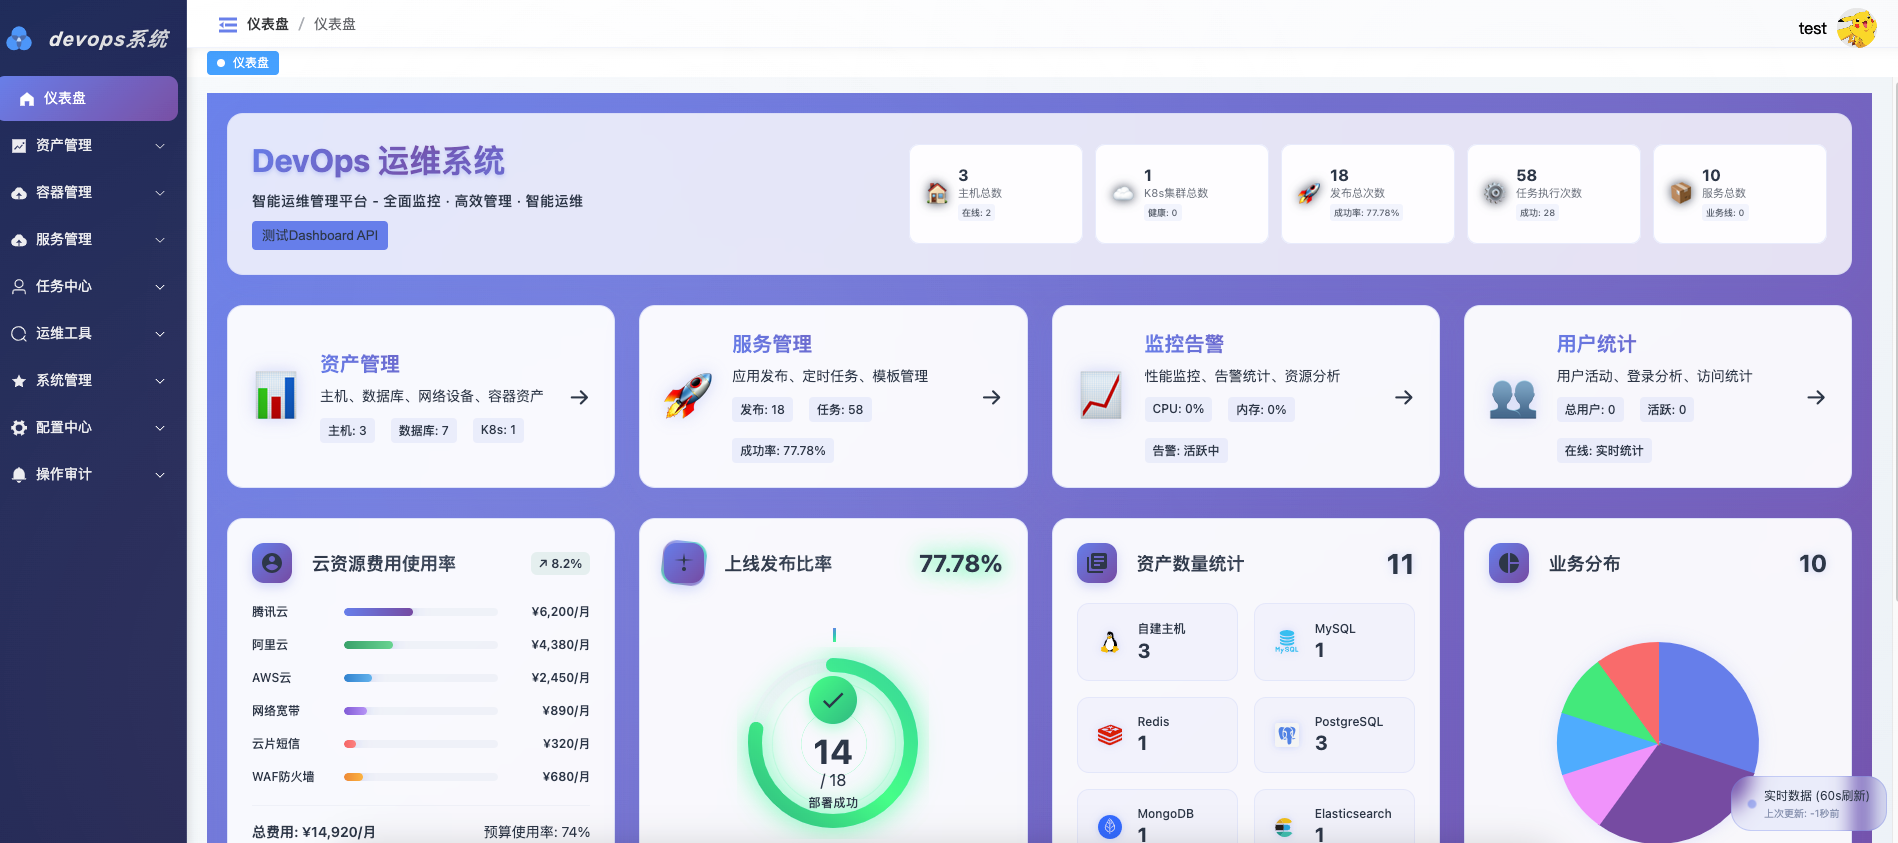 devops系统
仪表盘 / 仪表盘
test
仪表盘
仪表盘
资产管理
容器管理
服务管理
任务中心
运维工具
系统管理
配置中心
操作审计
DevOps 运维系统
智能运维管理平台 - 全面监控 · 高效管理 · 智能运维
测试Dashboard API
3
主机总数
在线: 2
1
K8s集群总数
健康: 0
18
发布总次数
成功率: 77.78%
58
任务执行次数
成功: 28
10
服务总数
业务线: 0
资产管理
主机、数据库、网络设备、容器资产
主机: 3 数据库: 7 K8s: 1
服务管理
应用发布、定时任务、模板管理
发布: 18 任务: 58
成功率: 77.78%
监控告警
性能监控、告警统计、资源分析
CPU: 0% 内存: 0%
告警: 活跃中
用户统计
用户活动、登录分析、访问统计
总用户: 0 活跃: 0
在线: 实时统计
云资源费用使用率 8.2%
腾讯云 ¥6,200/月
阿里云 ¥4,380/月
AWS云 ¥2,450/月
网络宽带 ¥890/月
云片短信 ¥320/月
WAF防火墙 ¥680/月
总费用: ¥14,920/月 预算使用率: 74%
上线发布比率 77.78%
14
/ 18
部署成功
资产数量统计 11
自建主机
3
MySQL
MySQL
1
Redis
1
PostgreSQL
3
MongoDB
1
Elasticsearch
1
业务分布 10
实时数据 (60s刷新)
上次更新: -1秒前